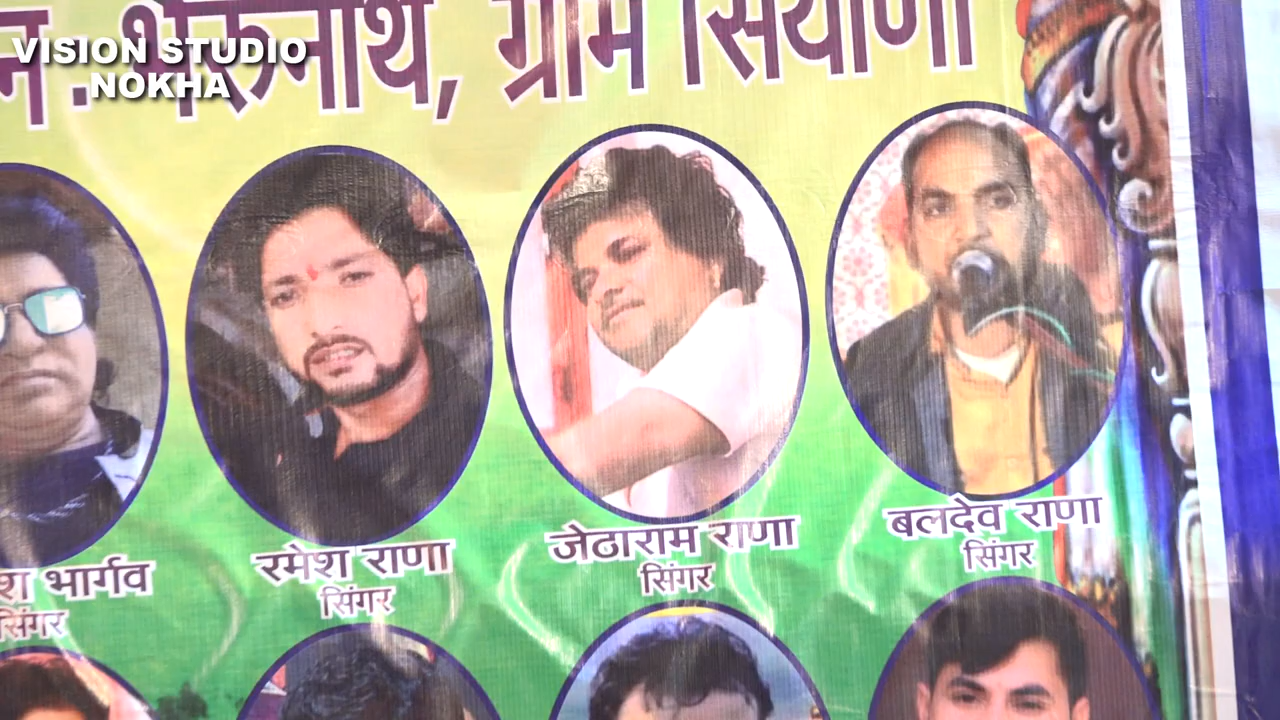 VISION STUDIO
NOKHA
ग्राम सियाणा
रमेश राणा
सिंगर
जेठाराम राणा
सिंगर
बलदेव राणा
सिंगर
भार्गव
सिंगर